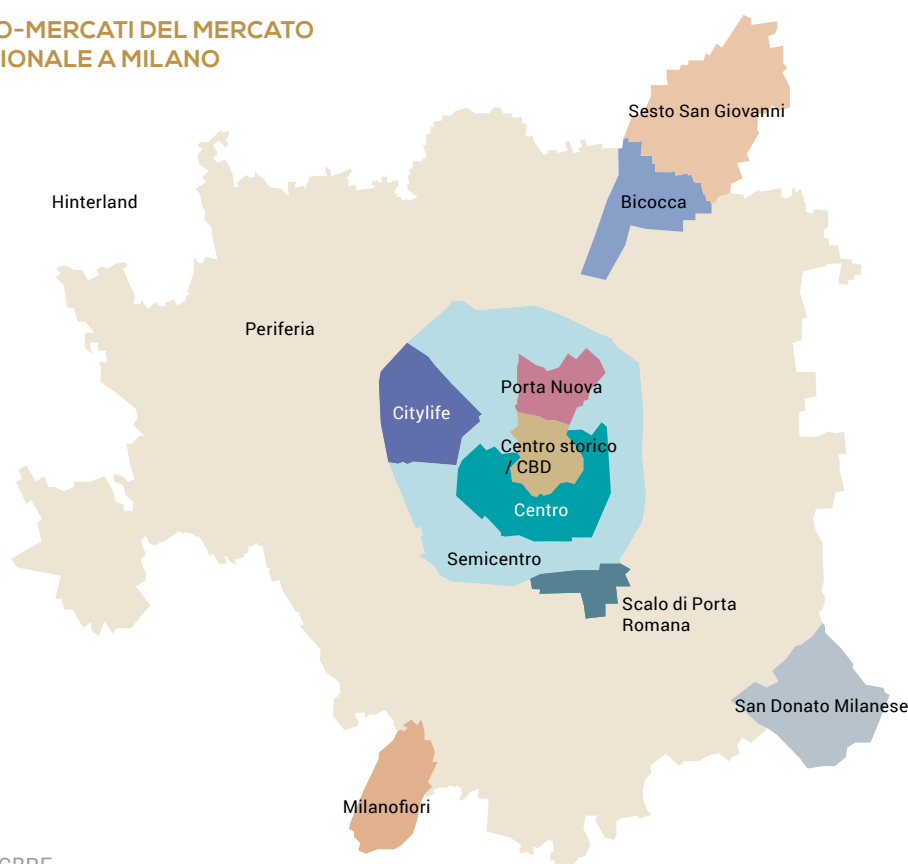 O-MERCATI DEL MERCATO
IONALE A MILANO
Sesto San Giovanni
Hinterland
Bicocca
Periferia
Porta Nuova
Citylife
Centro storico
/ CBD
Centro
Semicentro
Scalo di Porta
Romana
San Donato Milanese
Milanofiori
CBRE